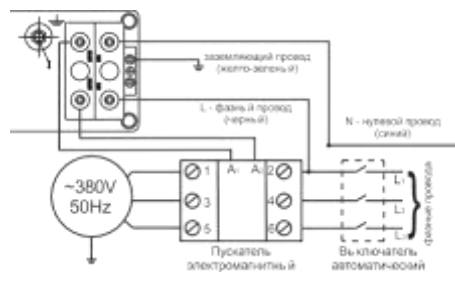 заземляющий провод
(желто-зеленый)
L - фазный провод
(черный)
N - нулевой провод
(синий)
~380V
50Hz
1 A₁ A₂ 2
3 4
5 6
L₁
L₂
L₃
фазные провода
Пускатель
электромагнитный
Выключатель
автоматический